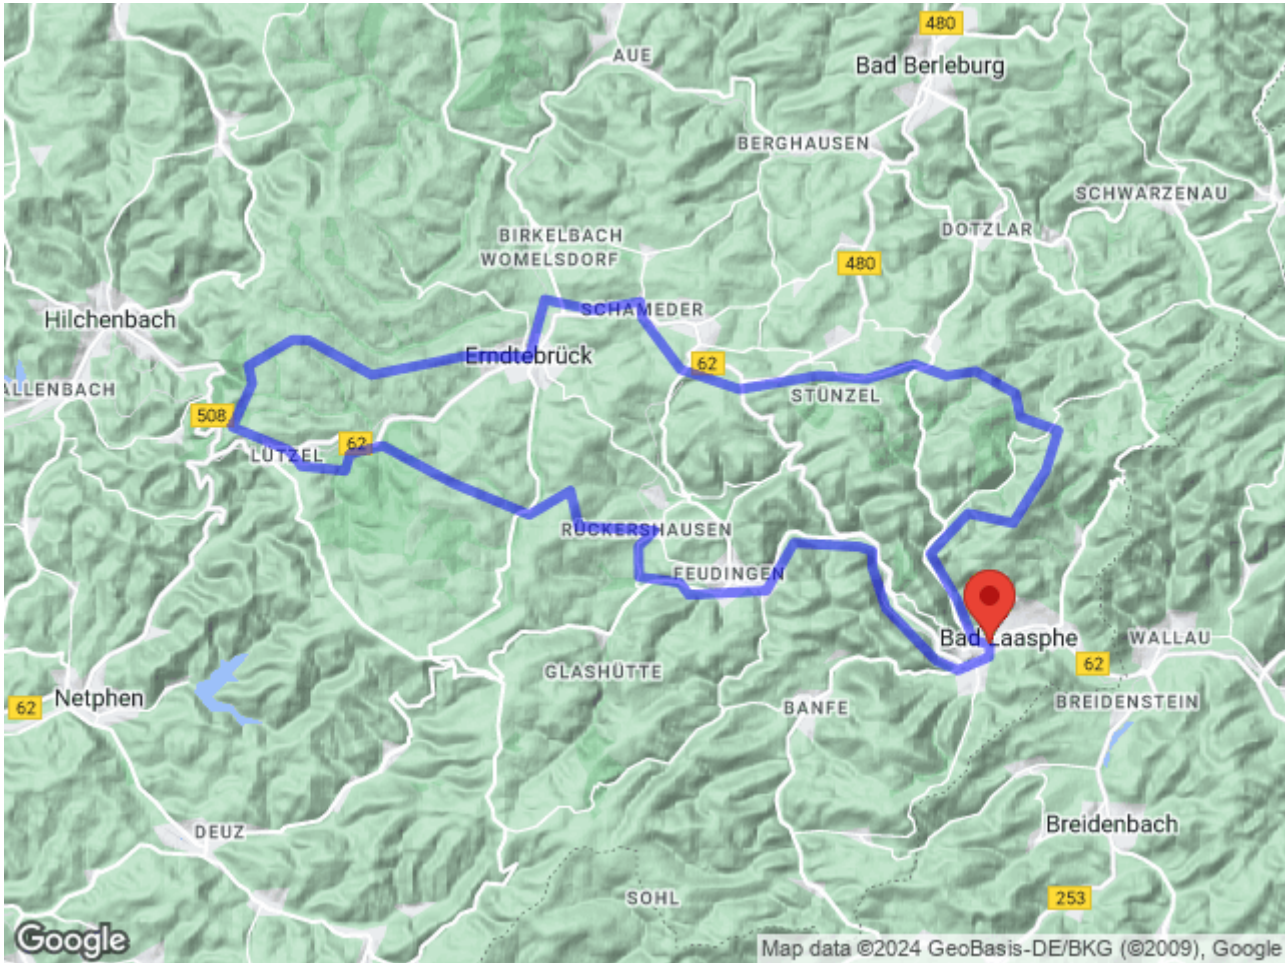 480
AUE
Bad Berleburg
BERGHAUSEN
SCHWARZENAU
DOTZLAR
BIRKELBACH
WOMELSDORF
480
Hilchenbach
SCHAMEDER
Erndtebrück
62
ALLENBACH
STÜNZEL
508
LÜTZEL
62
RÜCKERSHAUSEN
FEUDINGEN
Bad Laasphe
WALLAU
62
GLASHÜTTE
Netphen
62
BANFE
BREIDENSTEIN
DEUZ
Breidenbach
SOHL
253
Google
Map data ©2024 GeoBasis-DE/BKG (©2009), Google